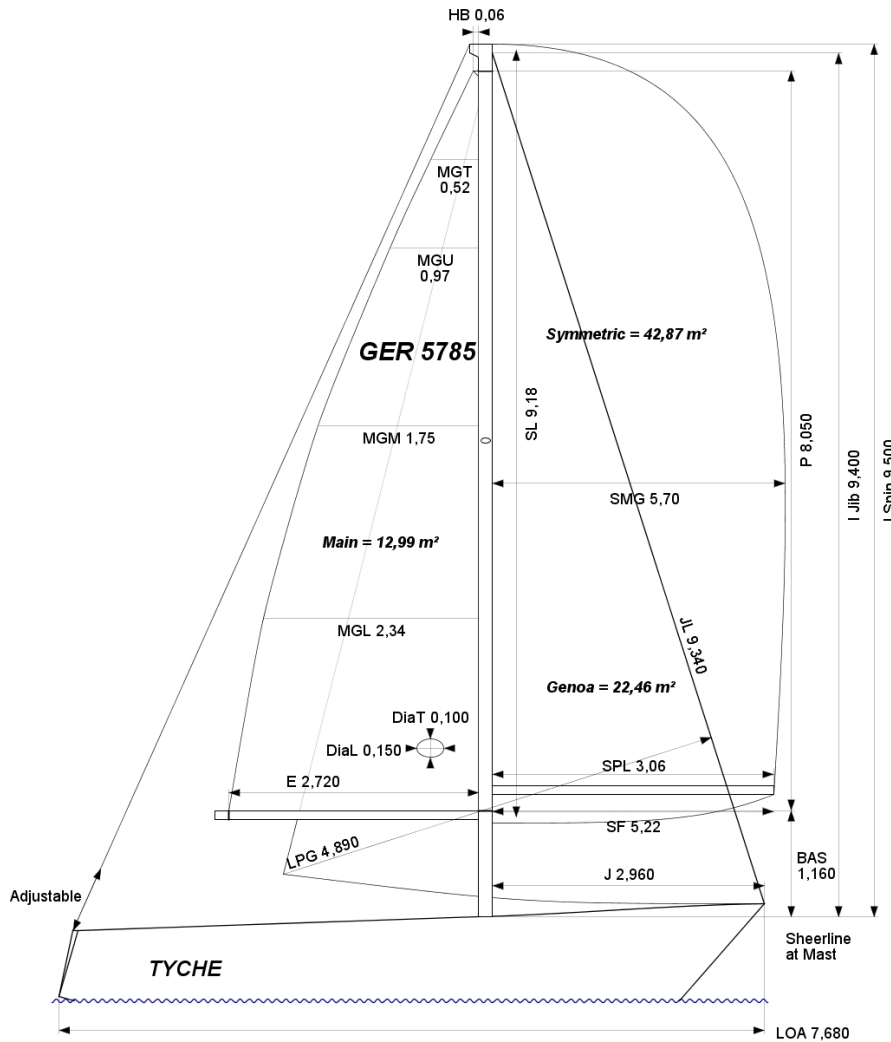 HB 0,06
MGT
0,52
MGU
0,97
GER 5785
Symmetric = 42,87 m²
SL 9,18
P 8,050
I Jib 9,400
I Spin 9,500
MGM 1,75
SMG 5,70
Main = 12,99 m²
MGL 2,34
JL 9,340
Genoa = 22,46 m²
DiaT 0,100
DiaL 0,150
E 2,720
SPL 3,06
SF 5,22
LPG 4,890
J 2,960
BAS
1,160
Adjustable
Sheerline
at Mast
TYCHE
LOA 7,680